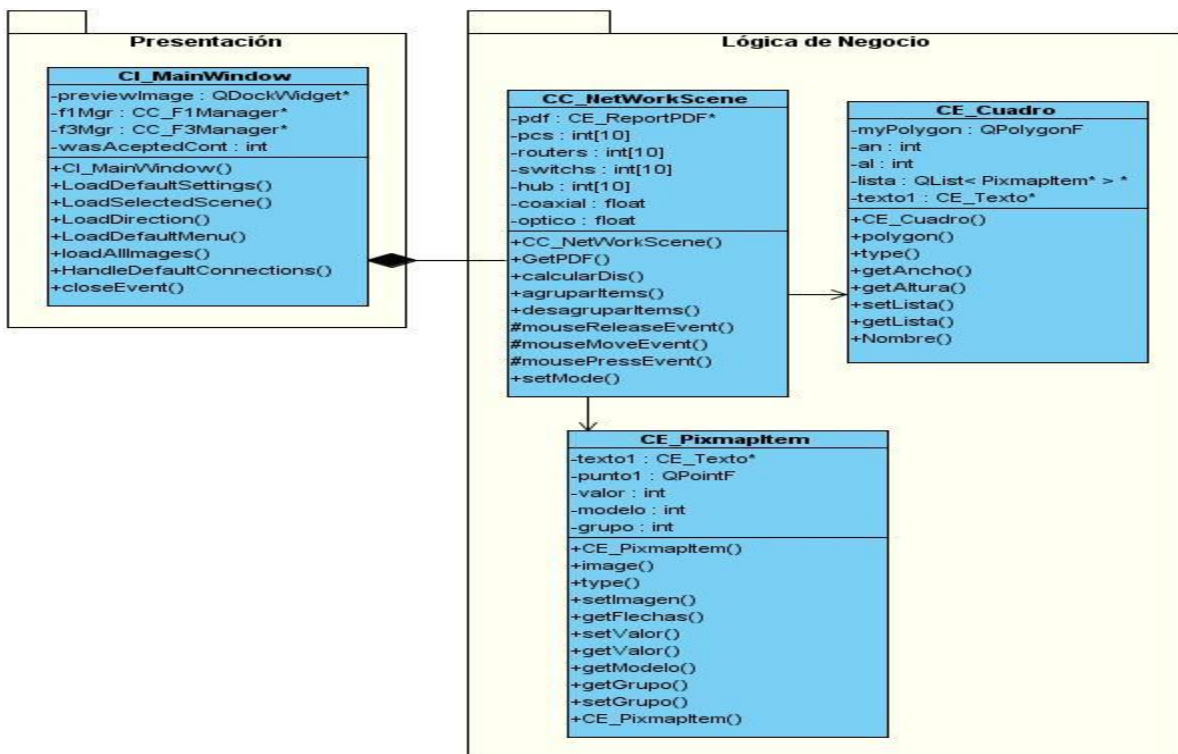 Presentación
CI_MainWindow
-previewImage : QDockWidget*
-f1Mgr : CC_F1Manager*
-f3Mgr : CC_F3Manager*
-wasAceptedCont : int
+CI_MainWindow()
+LoadDefaultSettings()
+LoadSelectedScene()
+LoadDirection()
+LoadDefaultMenu()
+loadAllImages()
+HandleDefaultConnections()
+closeEvent()
Lógica de Negocio
CC_NetWorkScene
-pdf : CE_ReportPDF*
-pcs : int[10]
-routers : int[10]
-switchs : int[10]
-hub : int[10]
-coaxial : float
-optico : float
+CC_NetWorkScene()
+GetPDF()
+calcularDis()
+agruparItems()
+desagruparItems()
#mouseReleaseEvent()
#mouseMoveEvent()
#mousePressEvent()
+setMode()
CE_Cuadro
-myPolygon : QPolygonF
-an : int
-al : int
-lista : QList< PixmapItem* > *
-texto1 : CE_Texto*
+CE_Cuadro()
+polygon()
+type()
+getAncho()
+getAltura()
+setLista()
+getLista()
+Nombre()
CE_PixmapItem
-texto1 : CE_Texto*
-punto1 : QPointF
-valor : int
-modelo : int
-grupo : int
+CE_PixmapItem()
+image()
+type()
+setImagen()
+getFlechas()
+setValor()
+getValor()
+getModelo()
+getGrupo()
+setGrupo()
+CE_PixmapItem()